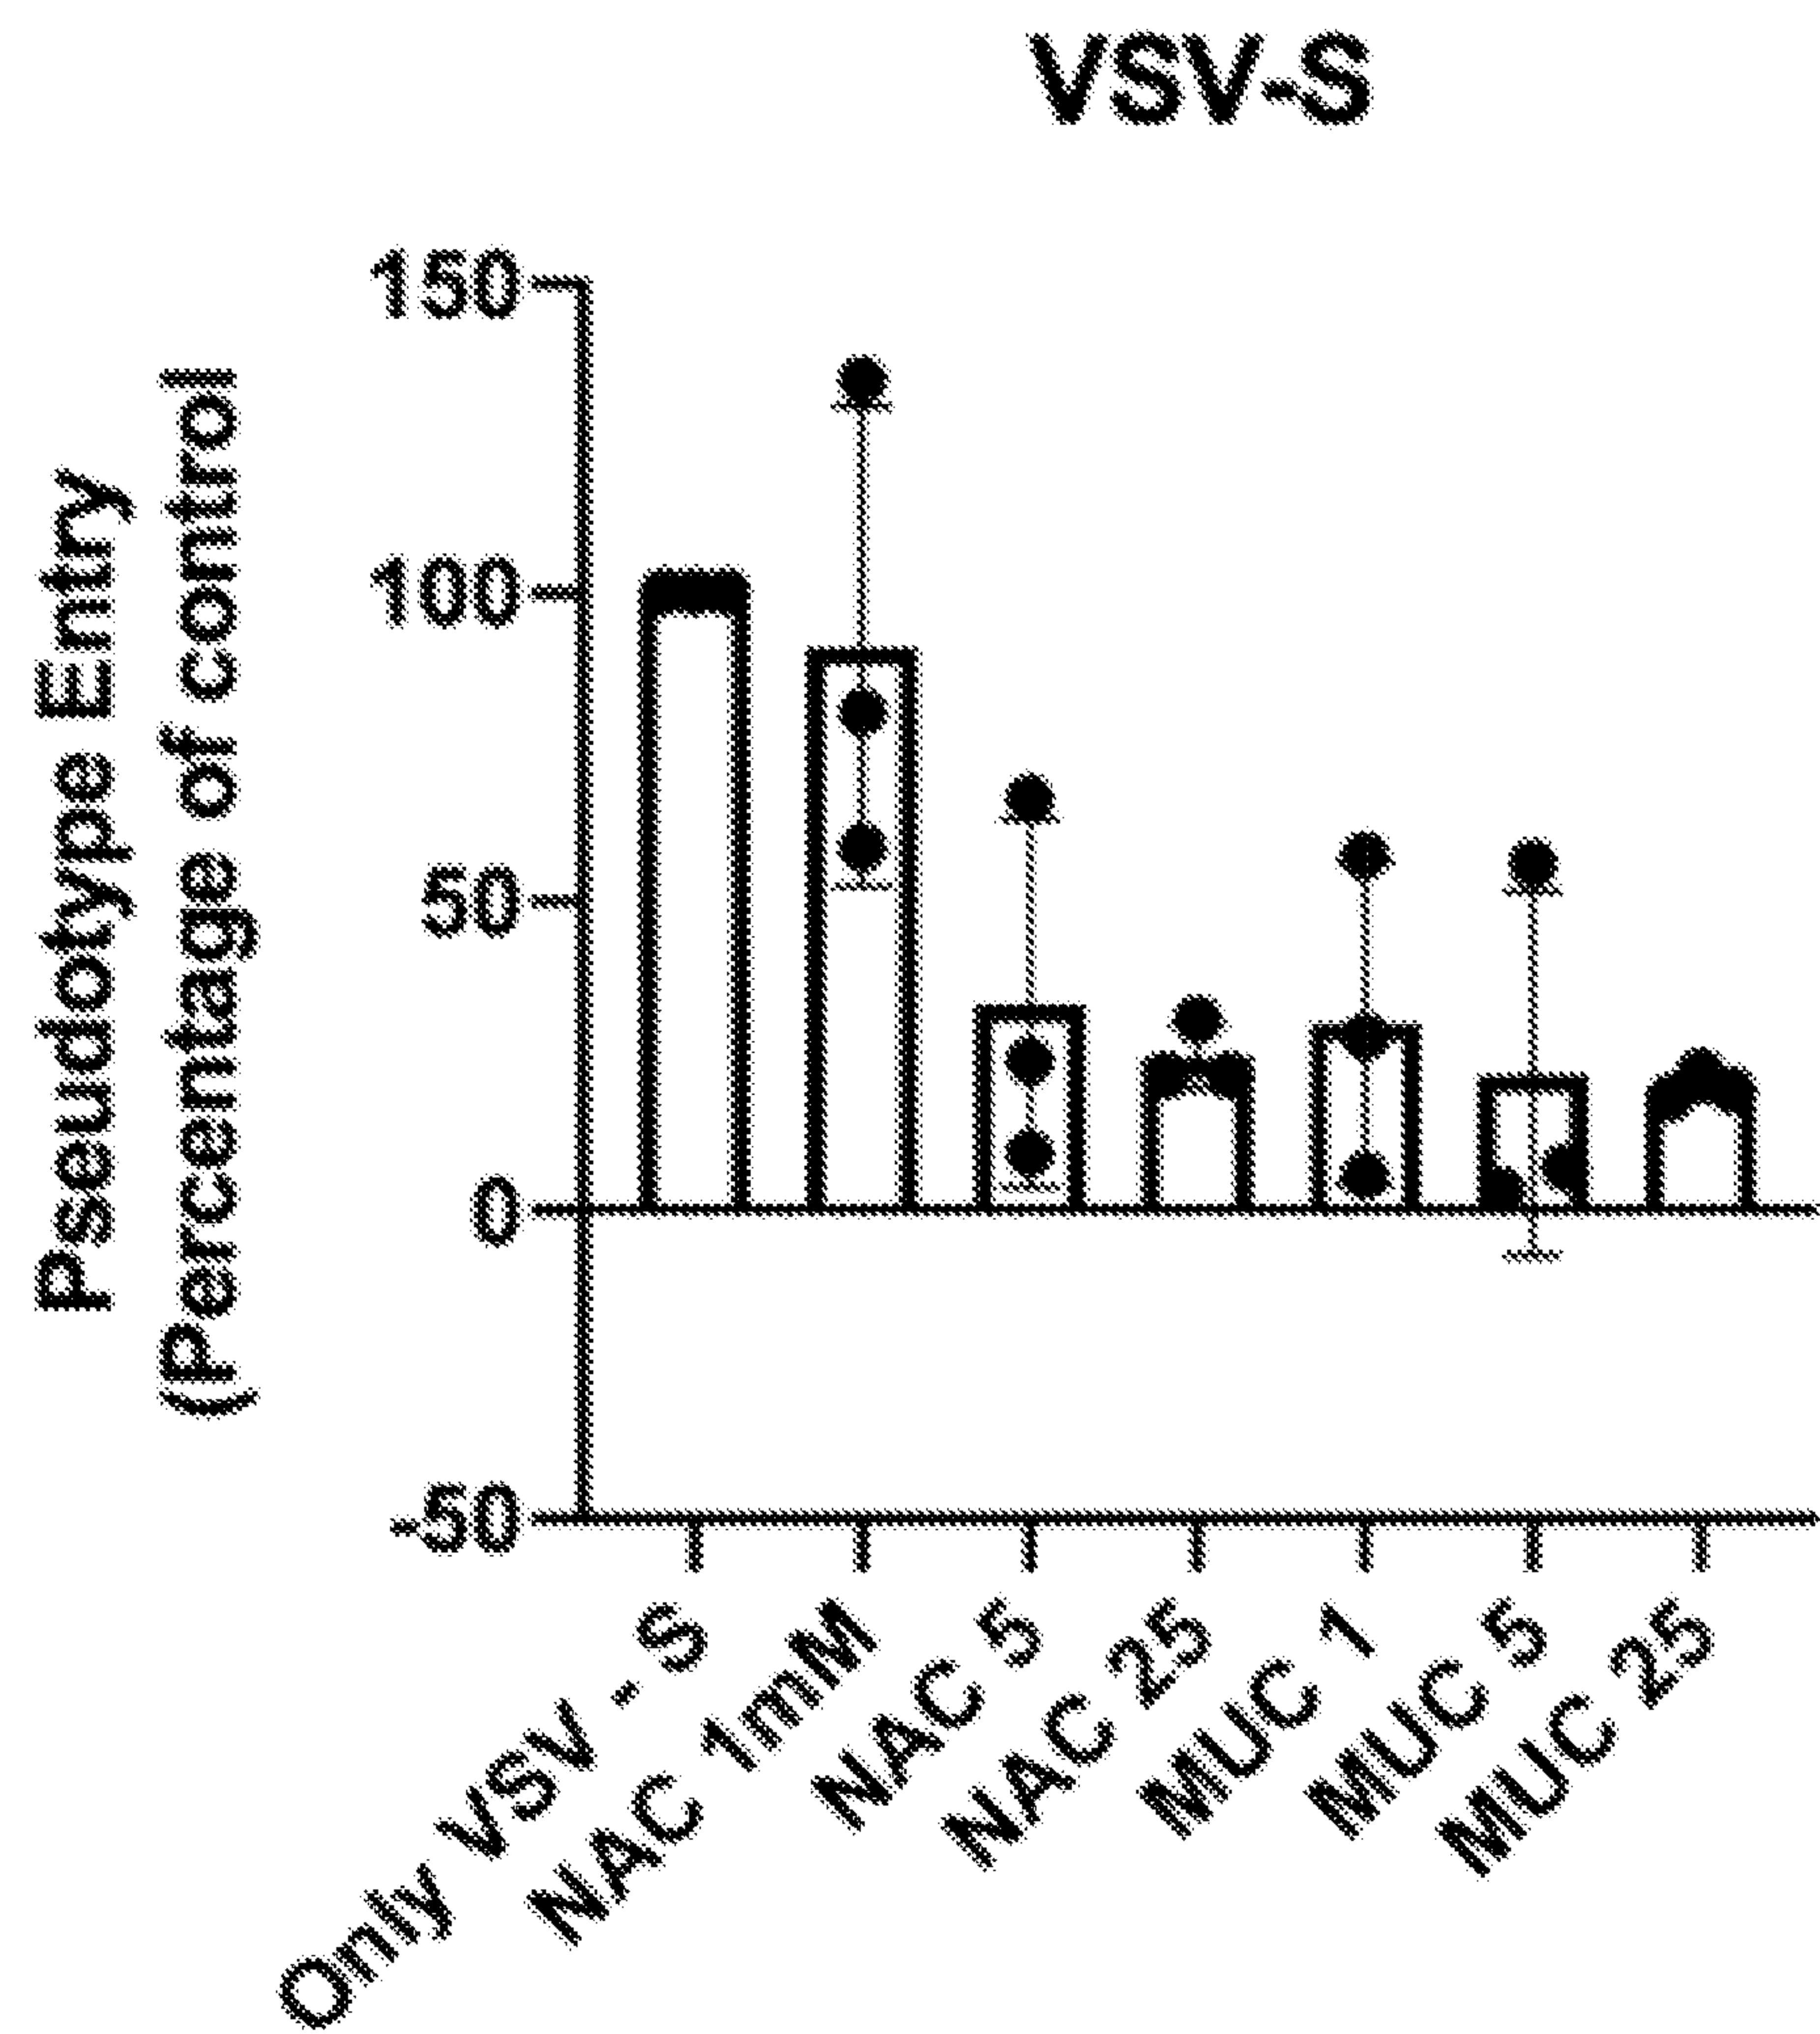 VSV-S
Pseudotype Entry
(Percentage of control
150
100
50
0
-50
Only VSV - S
NAC 1mM
NAC 5
NAC 25
MUC 1
MUC 5
MUC 25